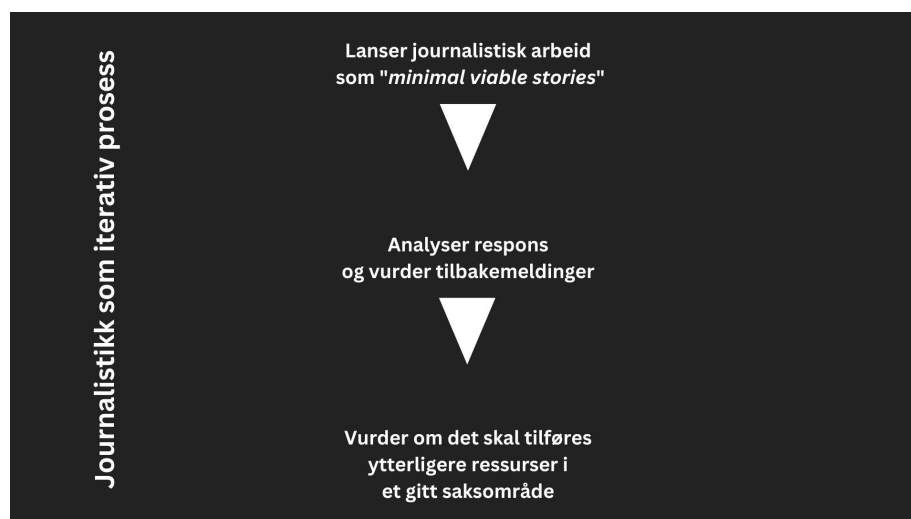 Journalistikk som iterativ prosess
Lanser journalistisk arbeid
som "minimal viable stories"
Analyser respons
og vurder tilbakemeldinger
Vurder om det skal tilføres
ytterligere ressurser i
et gitt saksområde